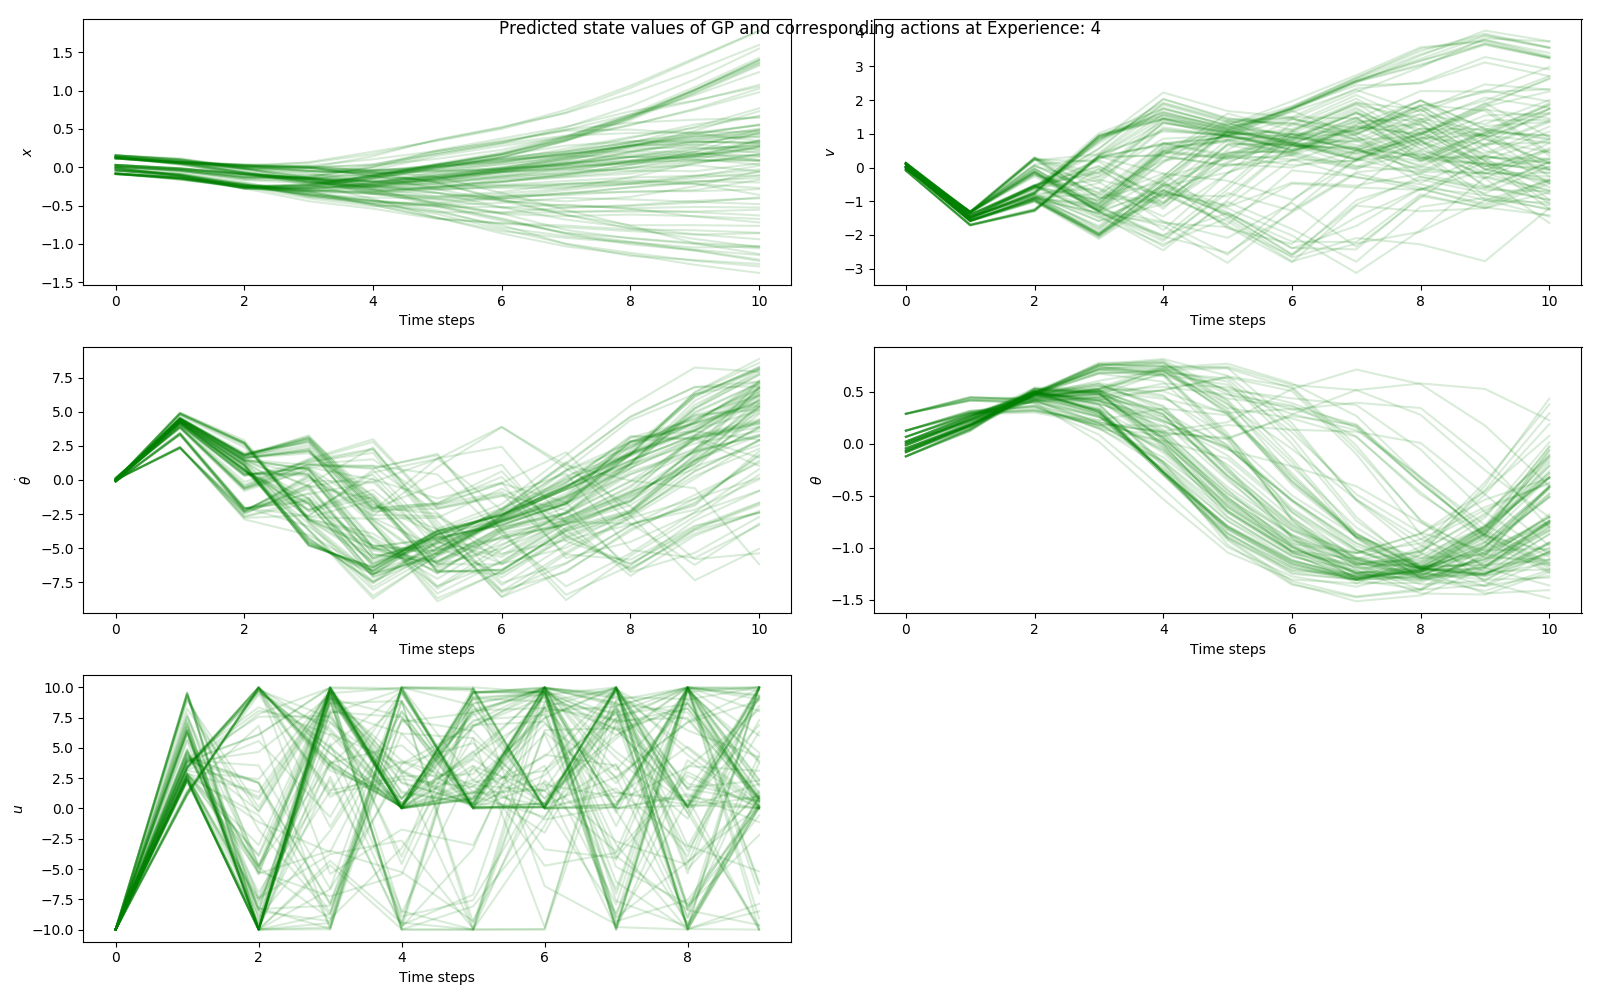 Predicted state values of GP and corresponding actions at Experience: 4
1.5
1.0
0.5
0.0
−0.5
−1.0
−1.5
x
0 2 4 6 8 10
Time steps
4
3
2
1
0
−1
−2
−3
v
0 2 4 6 8 10
Time steps
7.5
5.0
2.5
0.0
−2.5
−5.0
−7.5
θ̇
0 2 4 6 8 10
Time steps
0.5
0.0
−0.5
−1.0
−1.5
θ
0 2 4 6 8 10
Time steps
10.0
7.5
5.0
2.5
0.0
−2.5
−5.0
−7.5
−10.0
u
0 2 4 6 8
Time steps